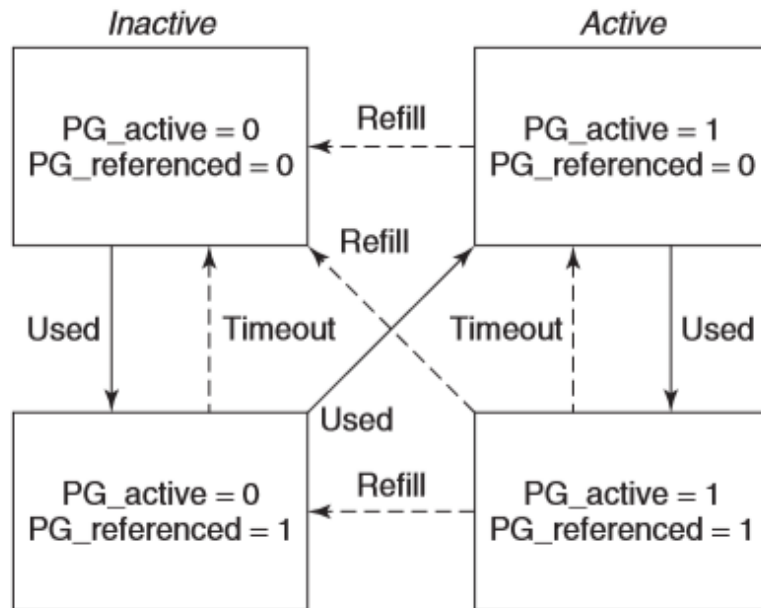 Inactive
Active
PG_active = 0
PG_referenced = 0
Refill
PG_active = 1
PG_referenced = 0
Refill
Used
Timeout
Timeout
Used
Used
PG_active = 0
PG_referenced = 1
Refill
PG_active = 1
PG_referenced = 1